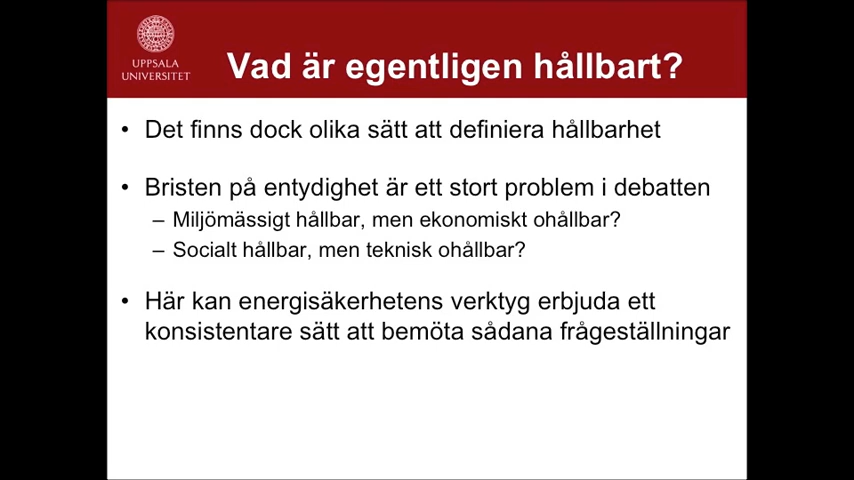 UPPSALA
UNIVERSITET
Vad är egentligen hållbart?
• Det finns dock olika sätt att definiera hållbarhet
• Bristen på entydighet är ett stort problem i debatten
– Miljömässigt hållbar, men ekonomiskt ohållbar?
– Socialt hållbar, men teknisk ohållbar?
• Här kan energisäkerhetens verktyg erbjuda ett
konsistentare sätt att bemöta sådana frågeställningar